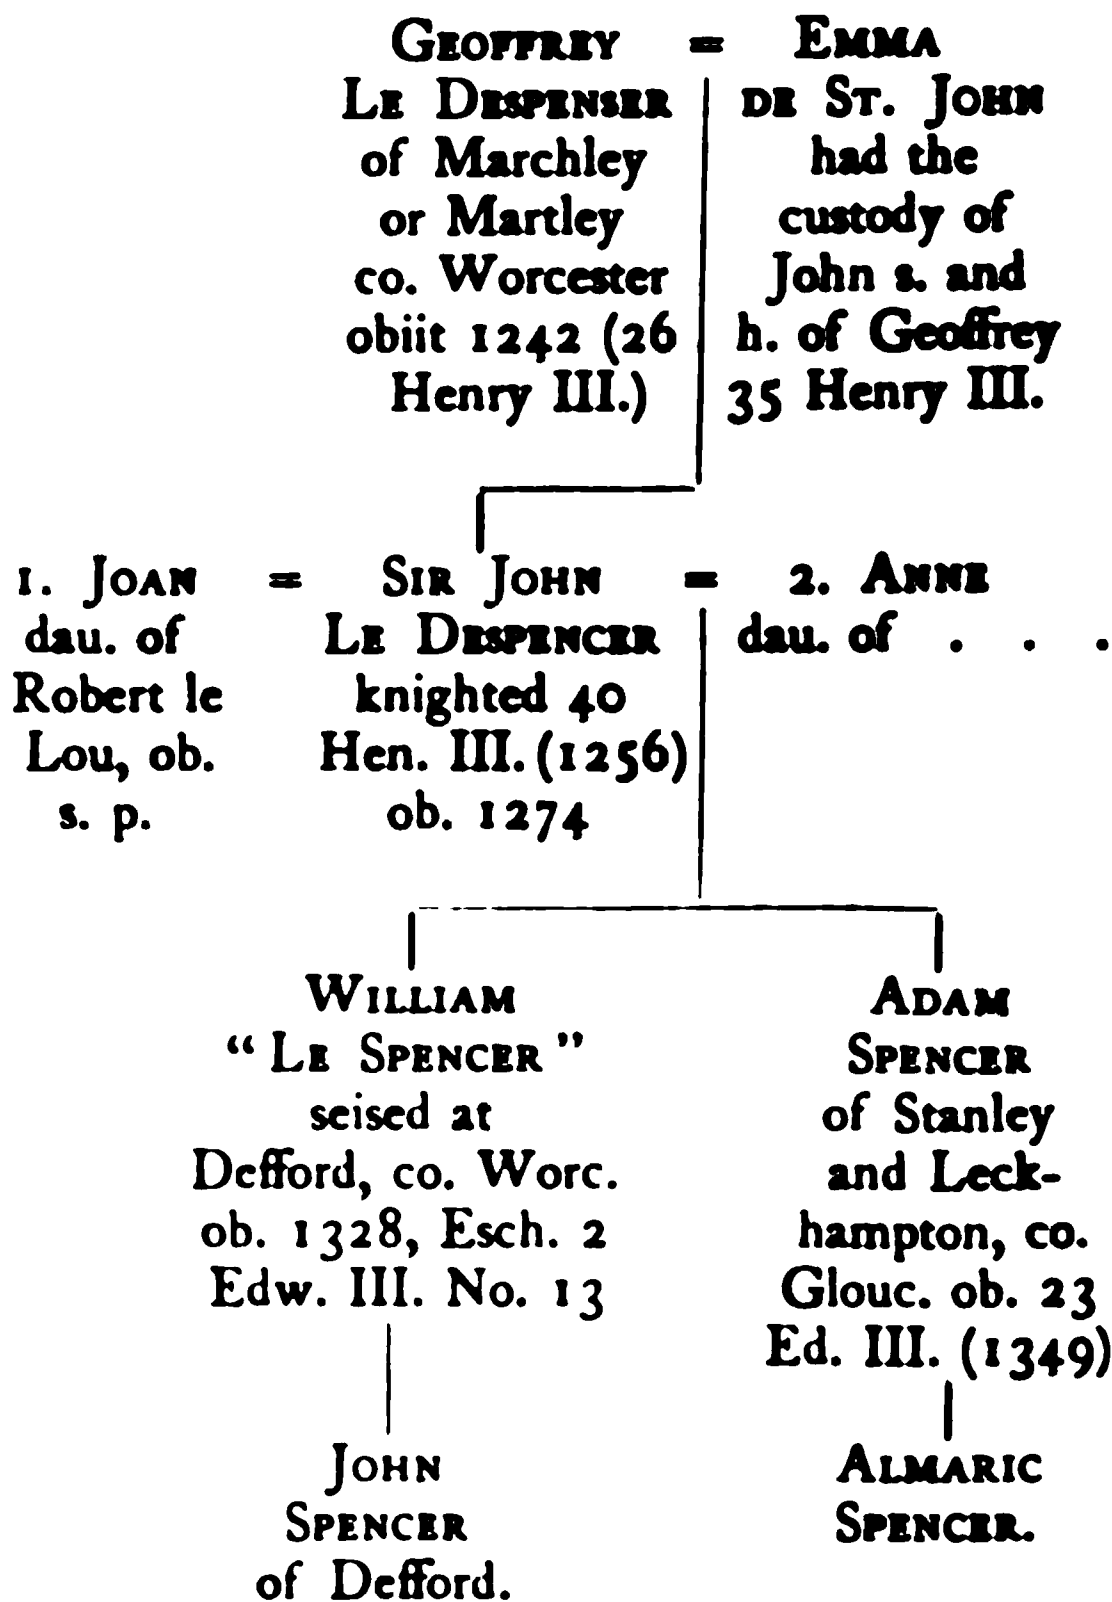 GEOFFREY = EMMA
LE DESPENSER
of Marchley
or Martley
co. Worcester
obiit 1242 (26
Henry III.)
DE ST. JOHN
had the
custody of
John s. and
h. of Geoffrey
35 Henry III.
1. JOAN = SIR JOHN = 2. ANNE
dau. of
Robert le
Lou, ob.
s. p.
LE DESPENCER
knighted 40
Hen. III. (1256)
ob. 1274
dau. of . . .
WILLIAM
“ LE SPENCER ”
seised at
Defford, co. Worc.
ob. 1328, Esch. 2
Edw. III. No. 13
ADAM
SPENCER
of Stanley
and Leck-
hampton, co.
Glouc. ob. 23
Ed. III. (1349)
JOHN
SPENCER
of Defford.
ALMARIC
SPENCER.